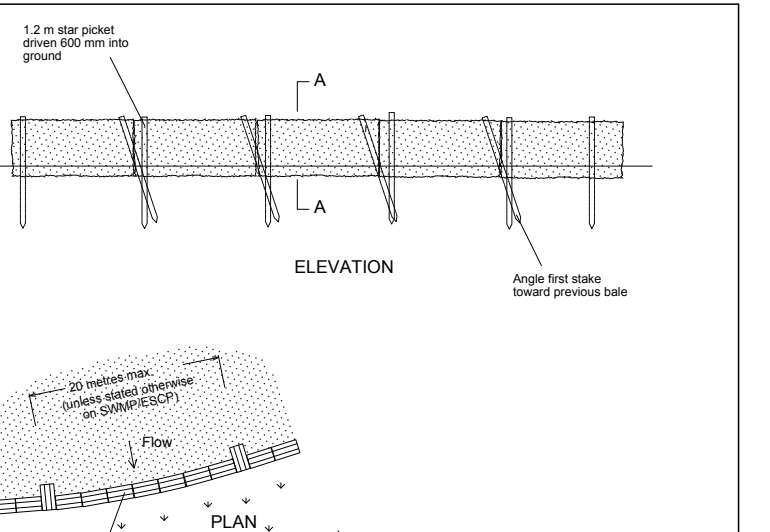 1.2 m star picket
driven 600 mm into
ground
A
A
ELEVATION
Angle first stake
toward previous bale
20 metres max.
(unless stated otherwise
on SWMP/ESCP)
Flow
PLAN